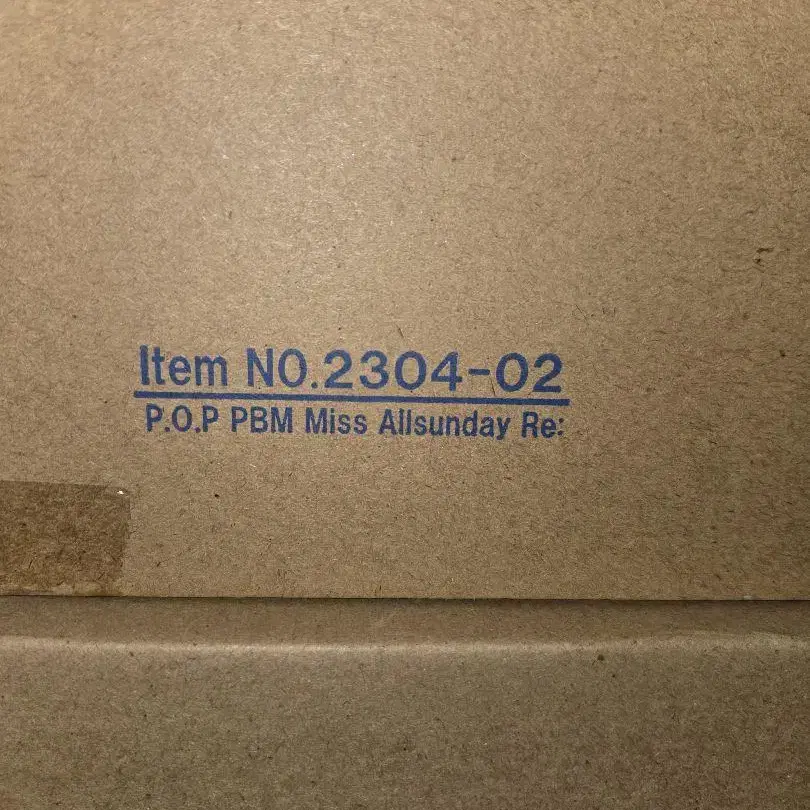 Item NO.2304-02
P.O.P PBM Miss Allsunday Re: